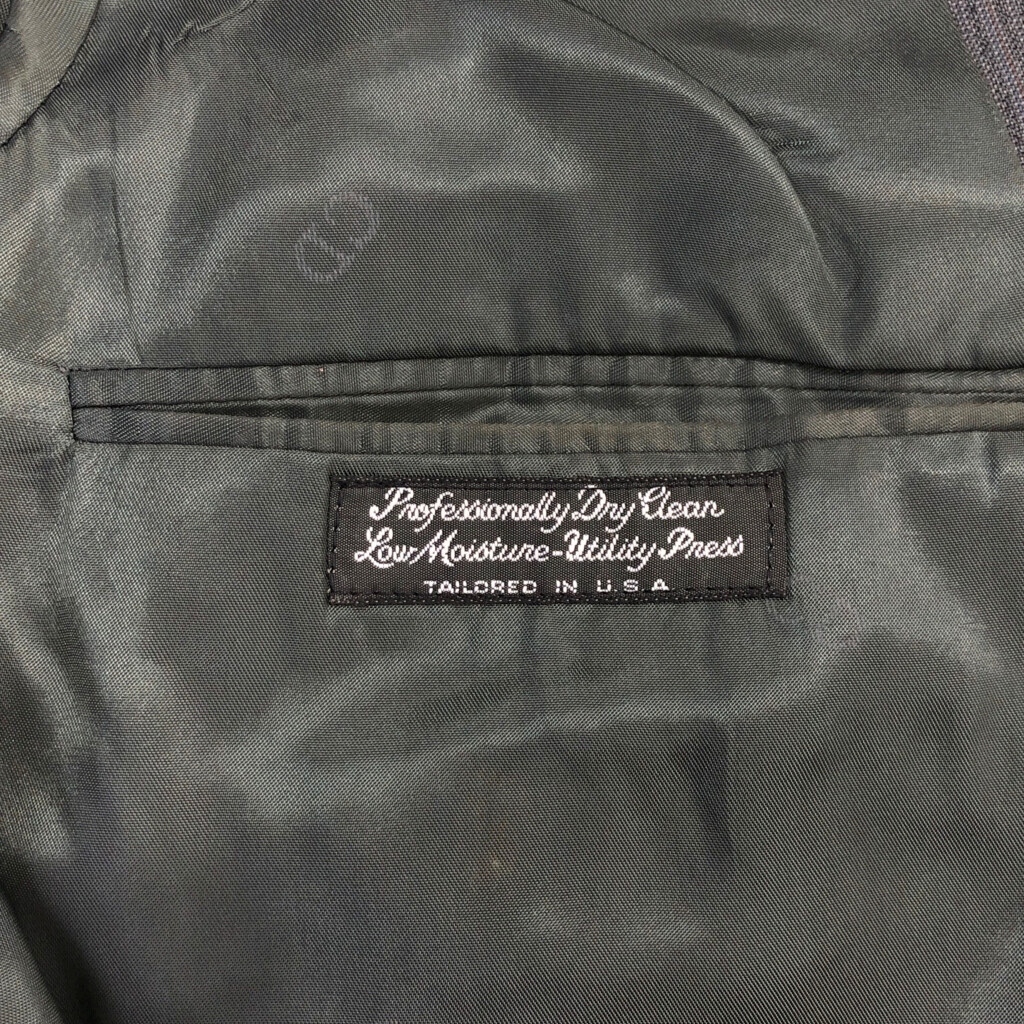 Professionally Dry Clean
Low Moisture-Utility Press
TAILORED IN U.S.A